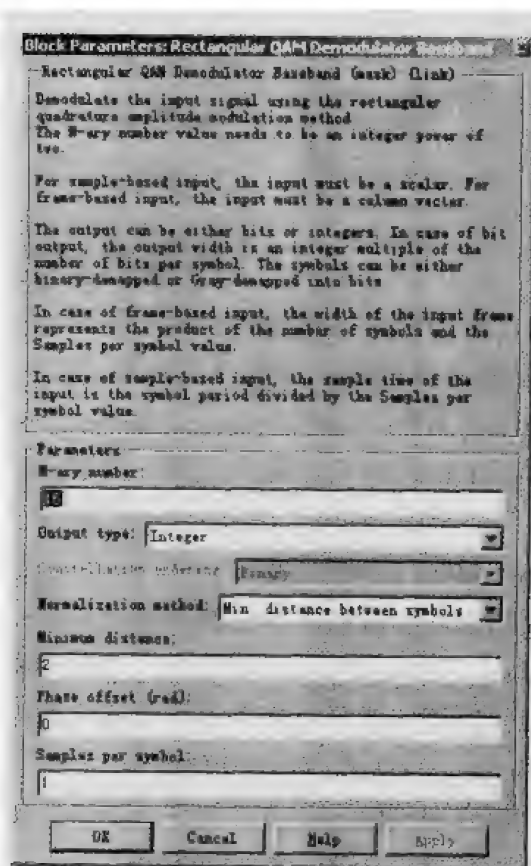 Block Parameters: Rectangular QAM Demodulator Baseband
Rectangular QAM Demodulator Baseband (mask) (link)
Demodulate the input signal using the rectangular
quadrature amplitude modulation method
The M-ary number value needs to be an integer power of
two.
For sample-based input, the input must be a scalar. For
frame-based input, the input must be a column vector.
The output can be either bits or integers. In case of bit
output, the output width is an integer multiple of the
number of bits per symbol. The symbols can be either
binary-demapped or Gray-demapped into bits
In case of frame-based input, the width of the input frame
represents the product of the number of symbols and the
Samples per symbol value.
In case of sample-based input, the sample time of the
input is the symbol period divided by the Samples per
symbol value.
Parameters
M-ary number:
Output type: Integer
Constellation ordering: Binary
Normalization method: Min. distance between symbols
Minimum distance:
2
Phase offset (rad):
0
Samples per symbol:
1
OK Cancel Help Apply